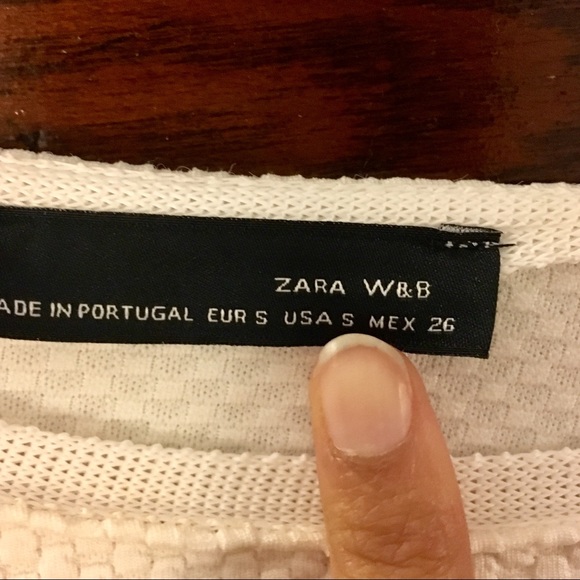 ZARA W&B
ADE IN PORTUGAL EUR S USA S MEX 26